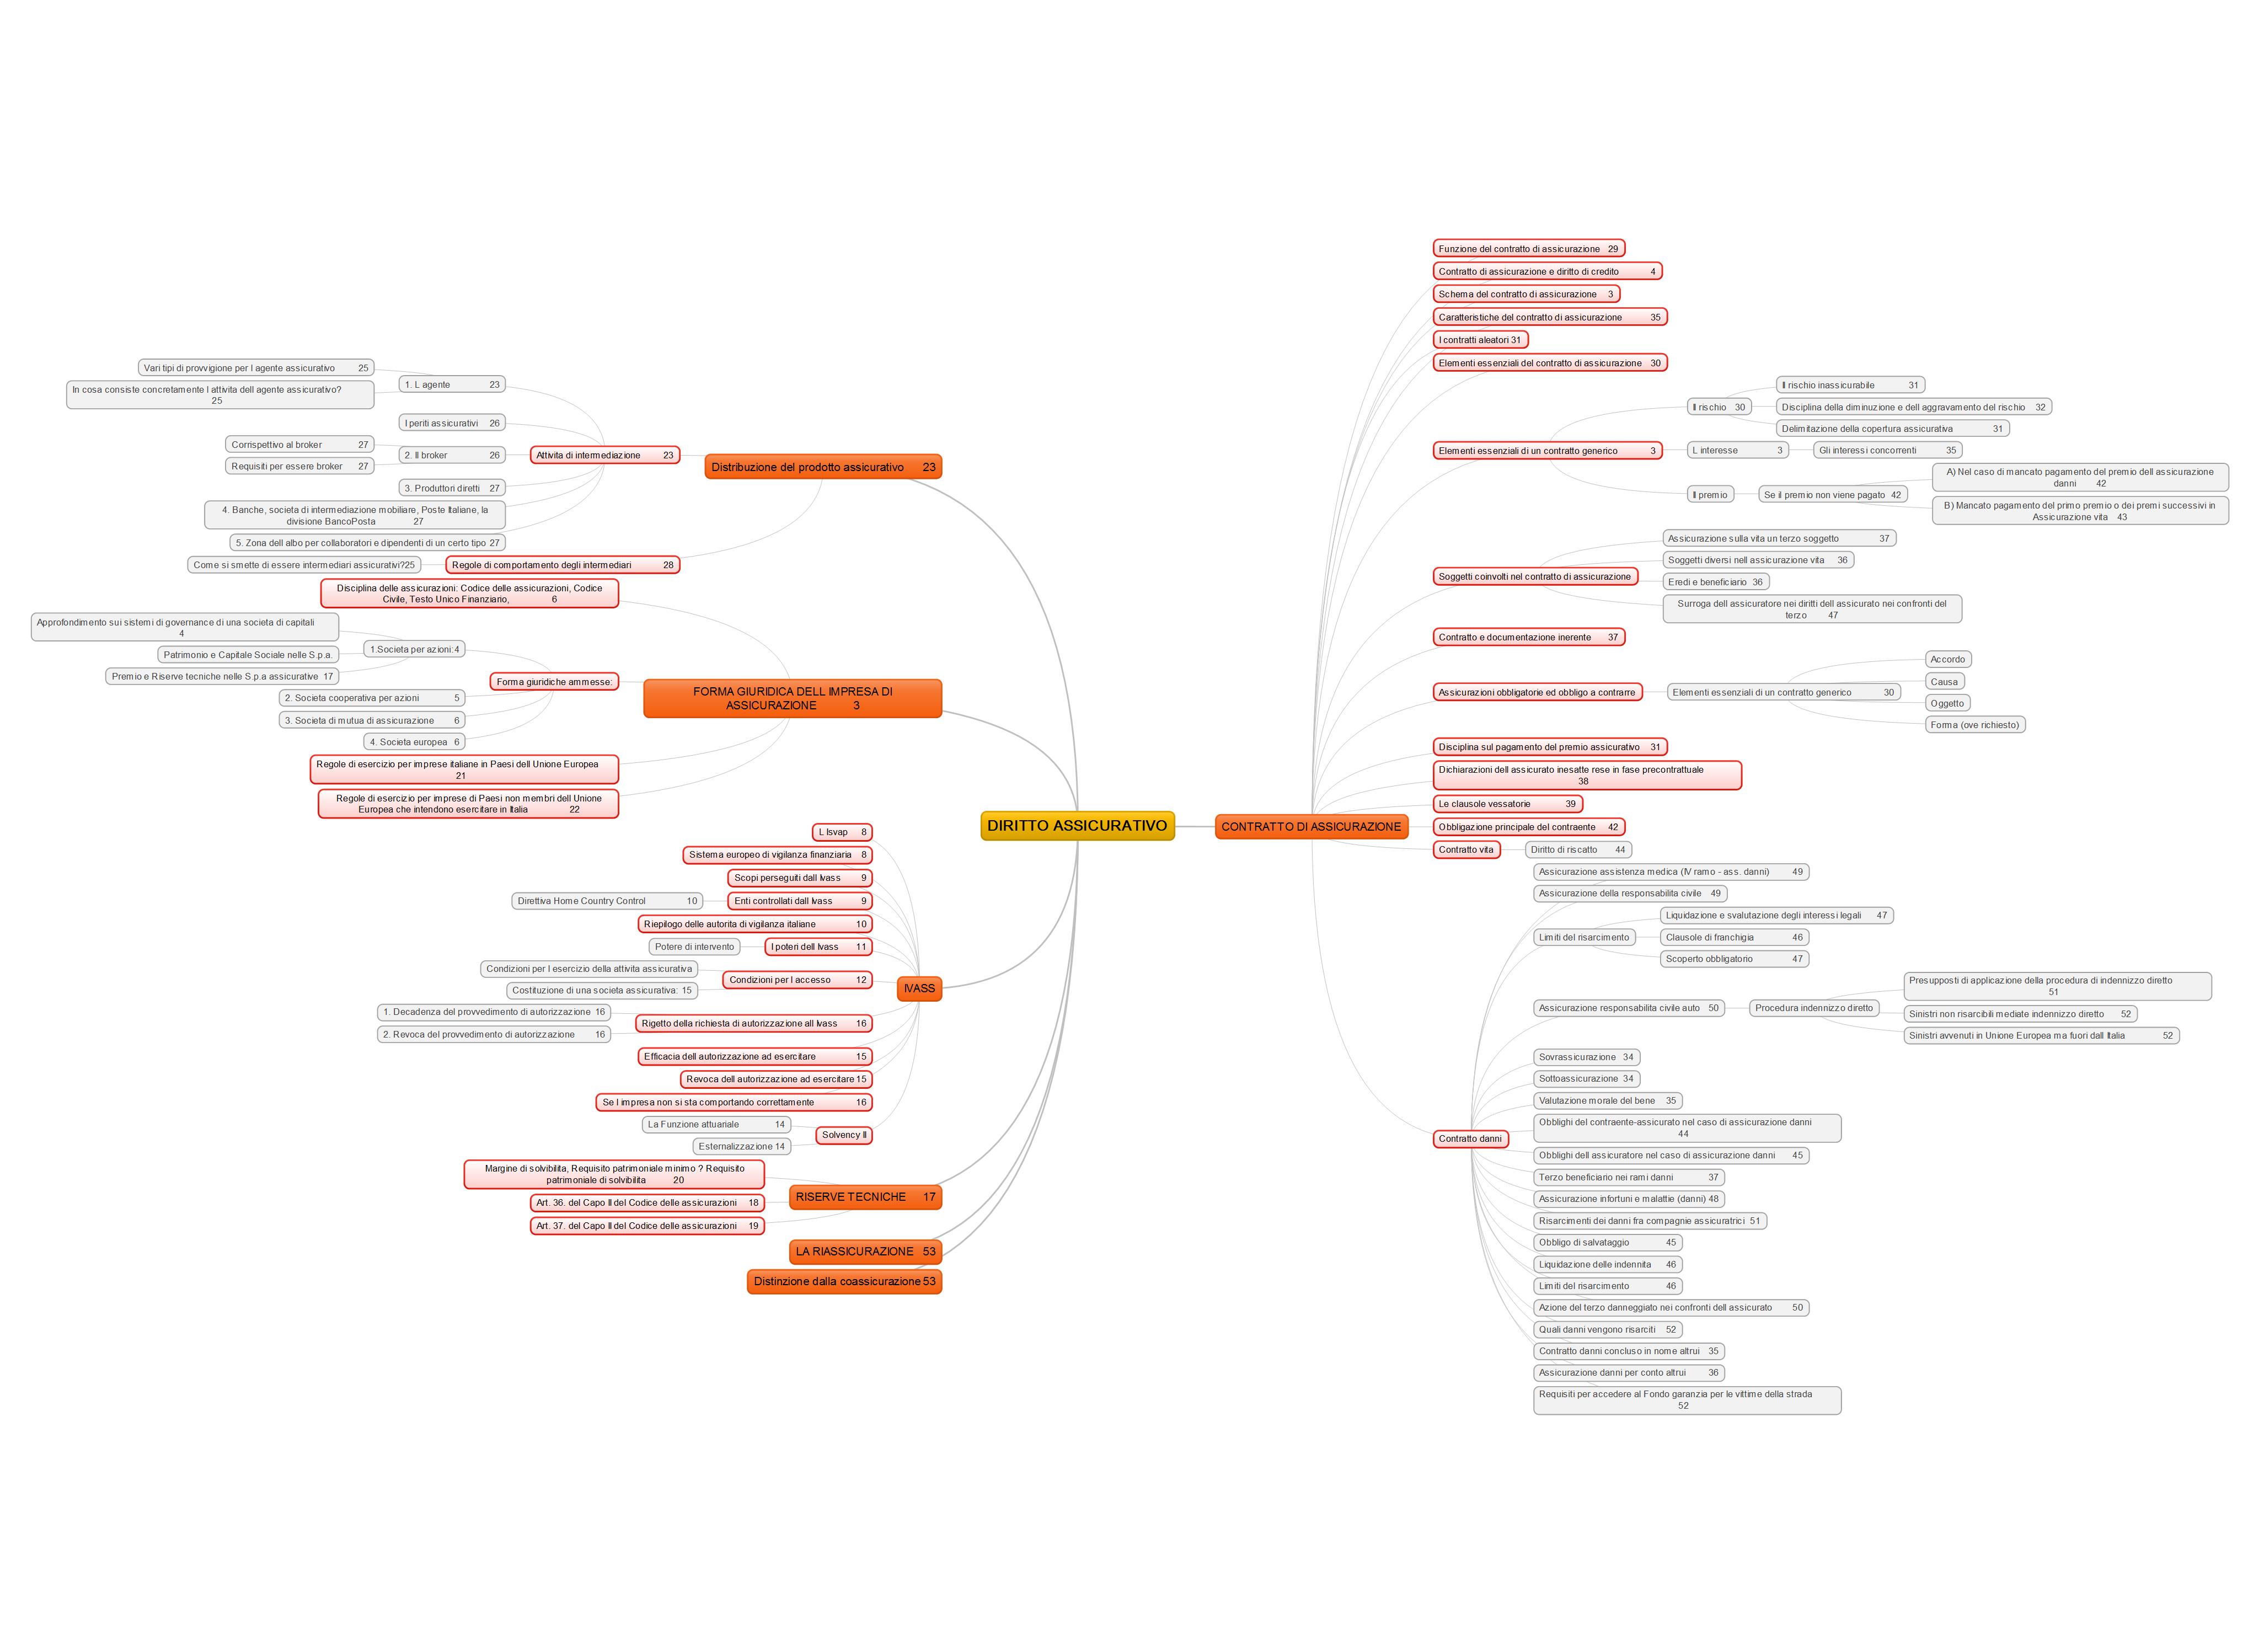 DIRITTO ASSICURATIVO
Distribuzione del prodotto assicurativo 23
Attivita di intermediazione 23
1. L agente 23
Vari tipi di provvigione per l agente assicurativo 25
In cosa consiste concretamente l attivita dell agente assicurativo?
25
I periti assicurativi 26
2. Il broker 26
Corrispettivo al broker 27
Requisiti per essere broker 27
3. Produttori diretti 27
4. Banche, societa di intermediazione mobiliare, Poste Italiane, la
divisione BancoPosta 27
5. Zona dell albo per collaboratori e dipendenti di un certo tipo 27
Regole di comportamento degli intermediari 28
Come si smette di essere intermediari assicurativi?25
FORMA GIURIDICA DELL IMPRESA DI
ASSICURAZIONE 3
Disciplina delle assicurazioni: Codice delle assicurazioni, Codice
Civile, Testo Unico Finanziario, 6
Forma giuridiche ammesse:
1.Societa per azioni:4
Approfondimento sui sistemi di governance di una societa di capitali
4
Patrimonio e Capitale Sociale nelle S.p.a.
Premio e Riserve tecniche nelle S.p.a assicurative 17
2. Societa cooperativa per azioni 5
3. Societa di mutua di assicurazione 6
4. Societa europea 6
Regole di esercizio per imprese italiane in Paesi dell Unione Europea
21
Regole di esercizio per imprese di Paesi non membri dell Unione
Europea che intendono esercitare in Italia 22
IVASS
L Isvap 8
Sistema europeo di vigilanza finanziaria 8
Scopi perseguiti dall Ivass 9
Enti controllati dall Ivass 9
Direttiva Home Country Control 10
Riepilogo delle autorita di vigilanza italiane 10
I poteri dell Ivass 11
Potere di intervento
Condizioni per l accesso 12
Condizioni per l esercizio della attivita assicurativa
Costituzione di una societa assicurativa: 15
Rigetto della richiesta di autorizzazione all Ivass 16
1. Decadenza del provvedimento di autorizzazione 16
2. Revoca del provvedimento di autorizzazione 16
Efficacia dell autorizzazione ad esercitare 15
Revoca dell autorizzazione ad esercitare 15
Se l impresa non si sta comportando correttamente 16
Solvency II
La Funzione attuariale 14
Esternalizzazione 14
RISERVE TECNICHE 17
Margine di solvibilita, Requisito patrimoniale minimo ? Requisito
patrimoniale di solvibilita 20
Art. 36. del Capo II del Codice delle assicurazioni 18
Art. 37. del Capo II del Codice delle assicurazioni 19
LA RIASSICURAZIONE 53
Distinzione dalla coassicurazione 53
CONTRATTO DI ASSICURAZIONE
Funzione del contratto di assicurazione 29
Contratto di assicurazione e diritto di credito 4
Schema del contratto di assicurazione 3
Caratteristiche del contratto di assicurazione 35
I contratti aleatori 31
Elementi essenziali del contratto di assicurazione 30
Elementi essenziali di un contratto generico 3
Il rischio 30
Il rischio inassicurabile 31
Disciplina della diminuzione e dell aggravamento del rischio 32
Delimitazione della copertura assicurativa 31
L interesse 3
Gli interessi concorrenti 35
Il premio
Se il premio non viene pagato 42
A) Nel caso di mancato pagamento del premio dell assicurazione
danni 42
B) Mancato pagamento del primo premio o dei premi successivi in
Assicurazione vita 43
Soggetti coinvolti nel contratto di assicurazione
Assicurazione sulla vita un terzo soggetto 37
Soggetti diversi nell assicurazione vita 36
Eredi e beneficiario 36
Surroga dell assicuratore nei diritti dell assicurato nei confronti del
terzo 47
Contratto e documentazione inerente 37
Assicurazioni obbligatorie ed obbligo a contrarre
Elementi essenziali di un contratto generico 30
Accordo
Causa
Oggetto
Forma (ove richiesto)
Disciplina sul pagamento del premio assicurativo 31
Dichiarazioni dell assicurato inesatte rese in fase precontrattuale
38
Le clausole vessatorie 39
Obbligazione principale del contraente 42
Contratto vita
Diritto di riscatto 44
Contratto danni
Assicurazione assistenza medica (IV ramo - ass. danni) 49
Assicurazione della responsabilita civile 49
Limiti del risarcimento
Liquidazione e svalutazione degli interessi legali 47
Clausole di franchigia 46
Scoperto obbligatorio 47
Assicurazione responsabilita civile auto 50
Procedura indennizzo diretto
Presupposti di applicazione della procedura di indennizzo diretto
51
Sinistri non risarcibili mediate indennizzo diretto 52
Sinistri avvenuti in Unione Europea ma fuori dall Italia 52
Sovrassicurazione 34
Sottoassicurazione 34
Valutazione morale del bene 35
Obblighi del contraente-assicurato nel caso di assicurazione danni
44
Obblighi dell assicuratore nel caso di assicurazione danni 45
Terzo beneficiario nei rami danni 37
Assicurazione infortuni e malattie (danni) 48
Risarcimenti dei danni fra compagnie assicuratrici 51
Obbligo di salvataggio 45
Liquidazione delle indennita 46
Limiti del risarcimento 46
Azione del terzo danneggiato nei confronti dell assicurato 50
Quali danni vengono risarciti 52
Contratto danni concluso in nome altrui 35
Assicurazione danni per conto altrui 36
Requisiti per accedere al Fondo garanzia per le vittime della strada
52